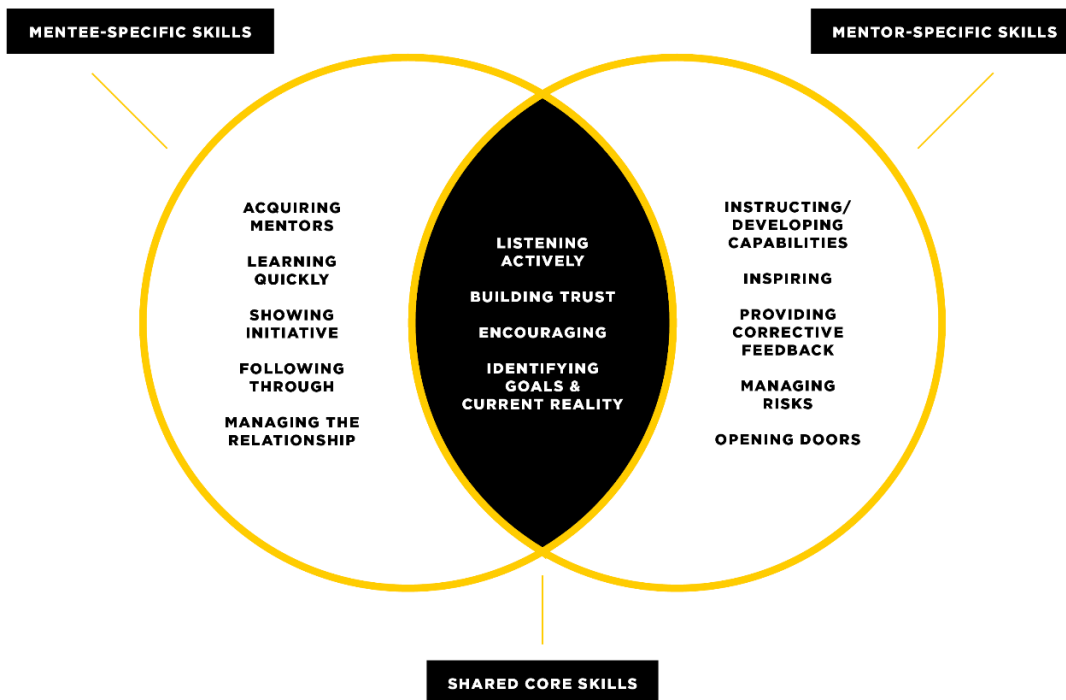 MENTEE-SPECIFIC SKILLS
MENTOR-SPECIFIC SKILLS
ACQUIRING
MENTORS
LEARNING
QUICKLY
SHOWING
INITIATIVE
FOLLOWING
THROUGH
MANAGING THE
RELATIONSHIP
LISTENING
ACTIVELY
BUILDING TRUST
ENCOURAGING
IDENTIFYING
GOALS &
CURRENT REALITY
INSTRUCTING/
DEVELOPING
CAPABILITIES
INSPIRING
PROVIDING
CORRECTIVE
FEEDBACK
MANAGING
RISKS
OPENING DOORS
SHARED CORE SKILLS